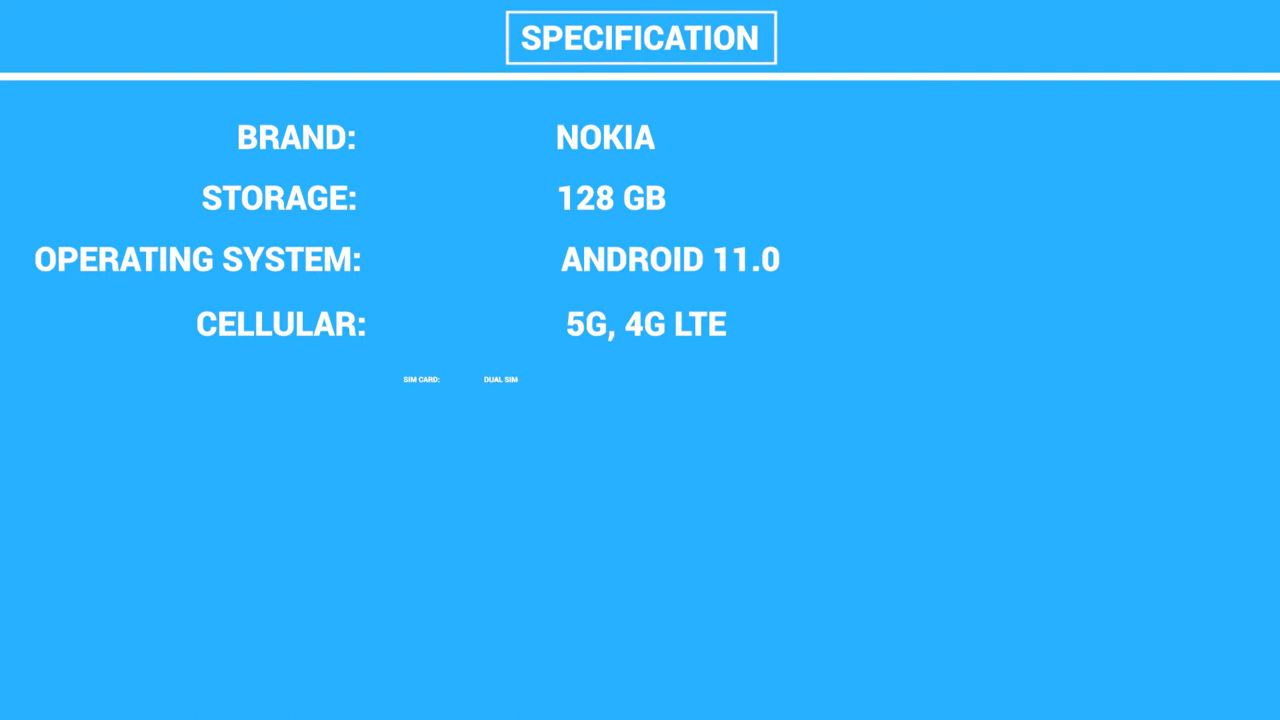 SPECIFICATION
BRAND: NOKIA
STORAGE: 128 GB
OPERATING SYSTEM: ANDROID 11.0
CELLULAR: 5G, 4G LTE
SIM CARD: DUAL SIM